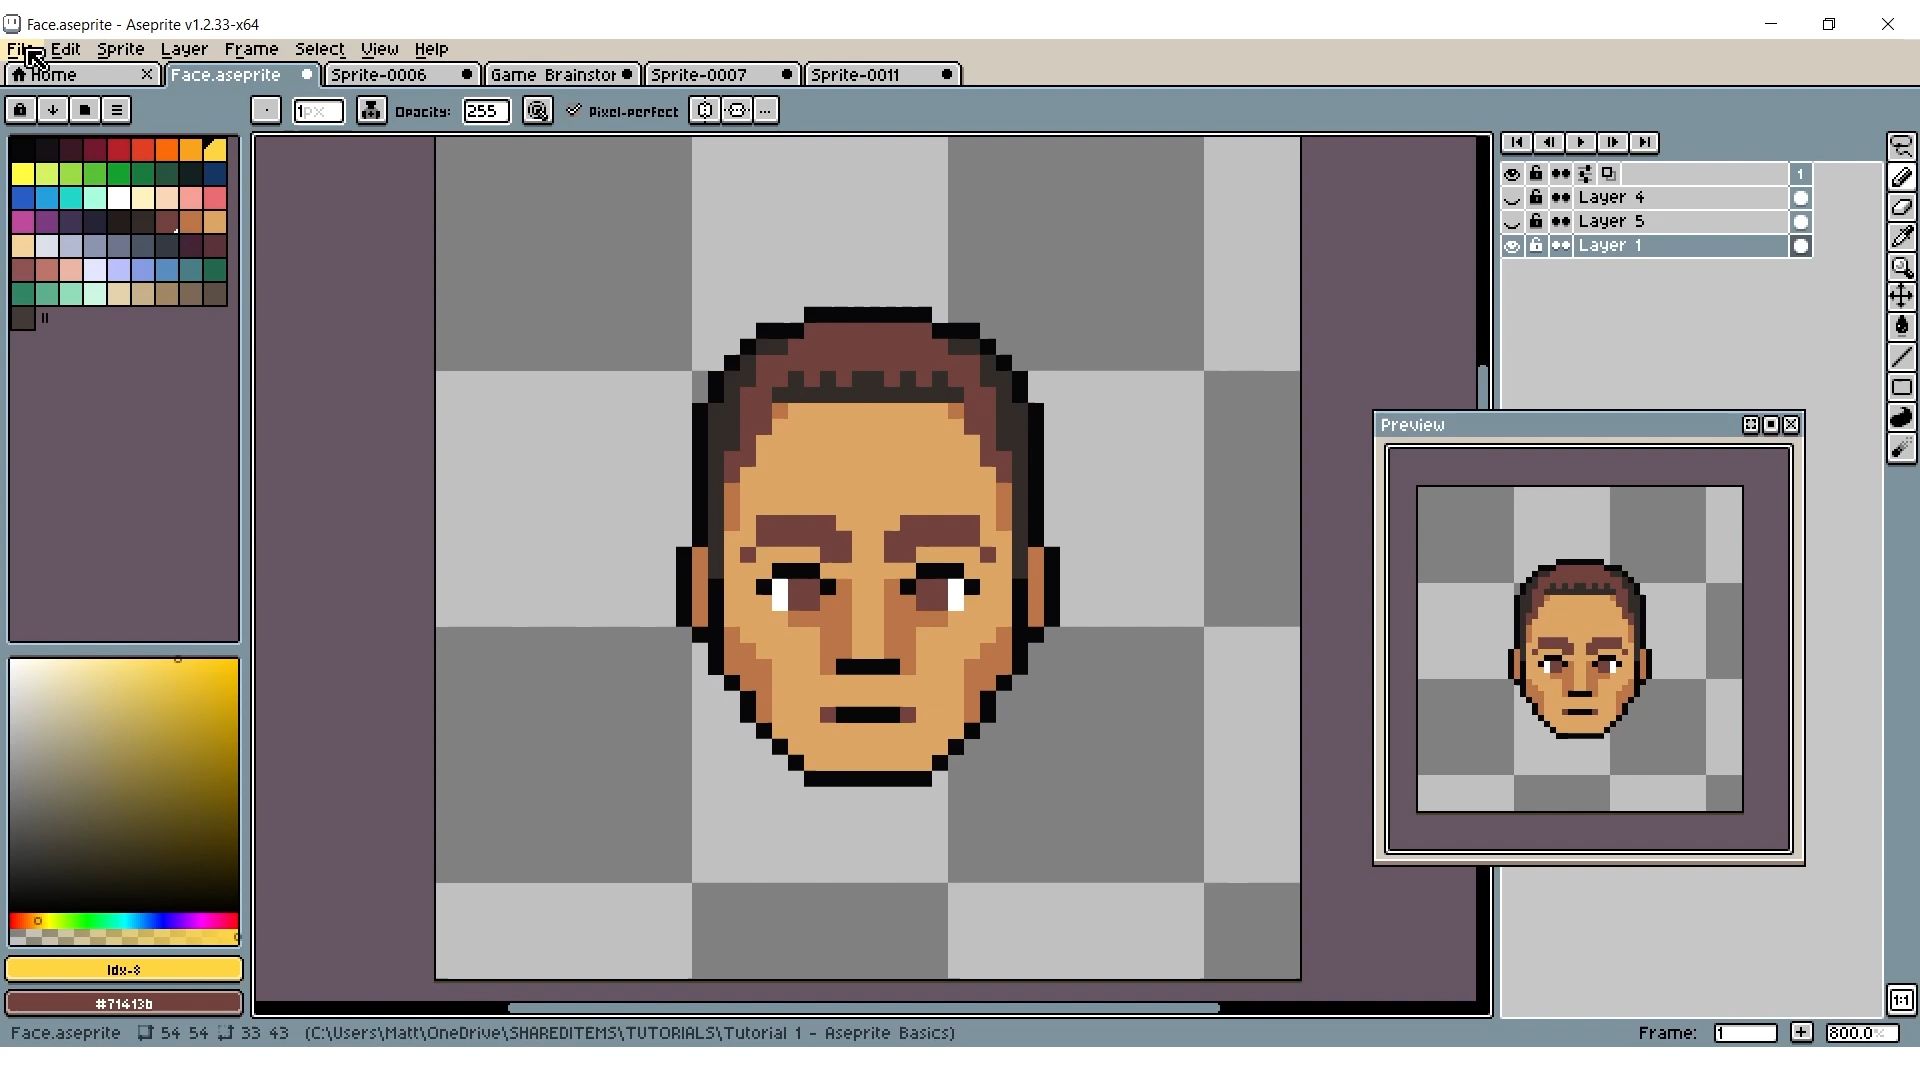 Face.aseprite - Aseprite v1.2.33-x64
File Edit Sprite Layer Frame Select View Help
Home Face.aseprite Sprite-0006 Game Brainstor Sprite-0007 Sprite-0011
1px Opacity: 255 Pixel-perfect
1
Layer 4
Layer 5
Layer 1
Preview
Idx-8
#71413b
1:1
Face.aseprite 54 54 33 43 (C:\Users\Matt\OneDrive\SHAREDITEMS\TUTORIALS\Tutorial 1 - Aseprite Basics) Frame: 1 + 800.0%